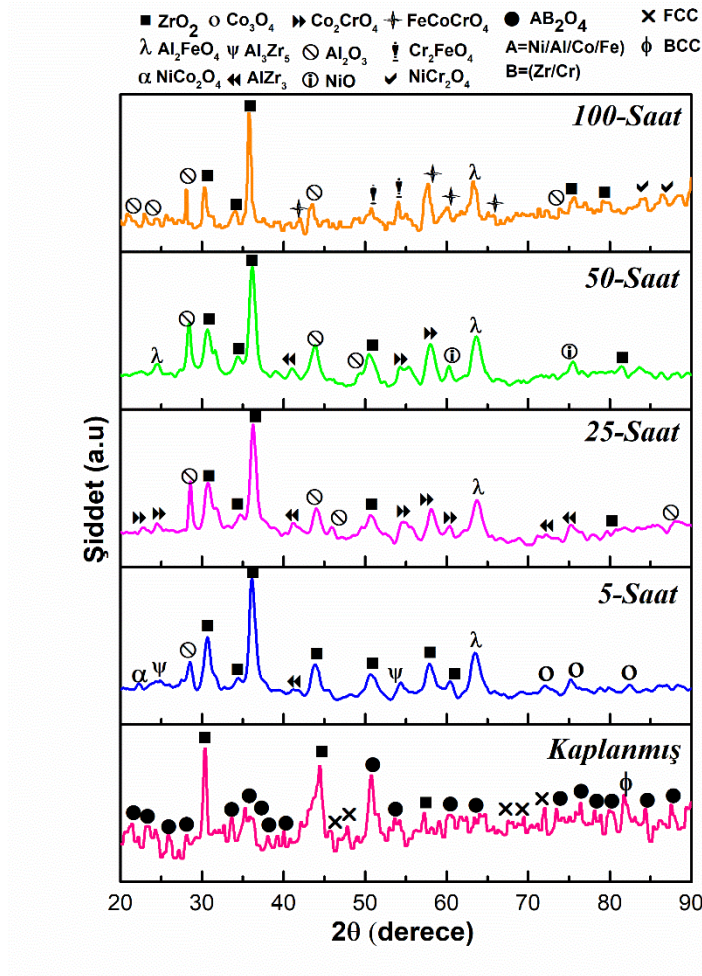 ■ ZrO₂ o Co₃O₄ Co₂CrO₄ FeCoCrO₄ ● AB₂O₄ × FCC
λ Al₂FeO₄ ψ Al₃Zr₅ Al₂O₃ Cr₂FeO₄ A=Ni/Al/Co/Fe) ϕ BCC
α NiCo₂O₄ AlZr₃ NiO NiCr₂O₄ B=(Zr/Cr)
100-Saat
λ
50-Saat
λ
λ
25-Saat
λ
5-Saat
α ψ ψ λ o o o
Kaplanmış
ϕ
Şiddet (a.u)
20 30 40 50 60 70 80 90
2θ (derece)